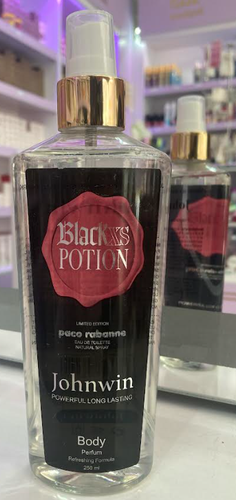 BlackXS
POTION
LIMITED EDITION
paco rabanne
EAU DE TOILETTE
NATURAL SPRAY
Johnwin
POWERFUL LONG LASTING
Body
Perfum
Refreshing Formula
250 ml